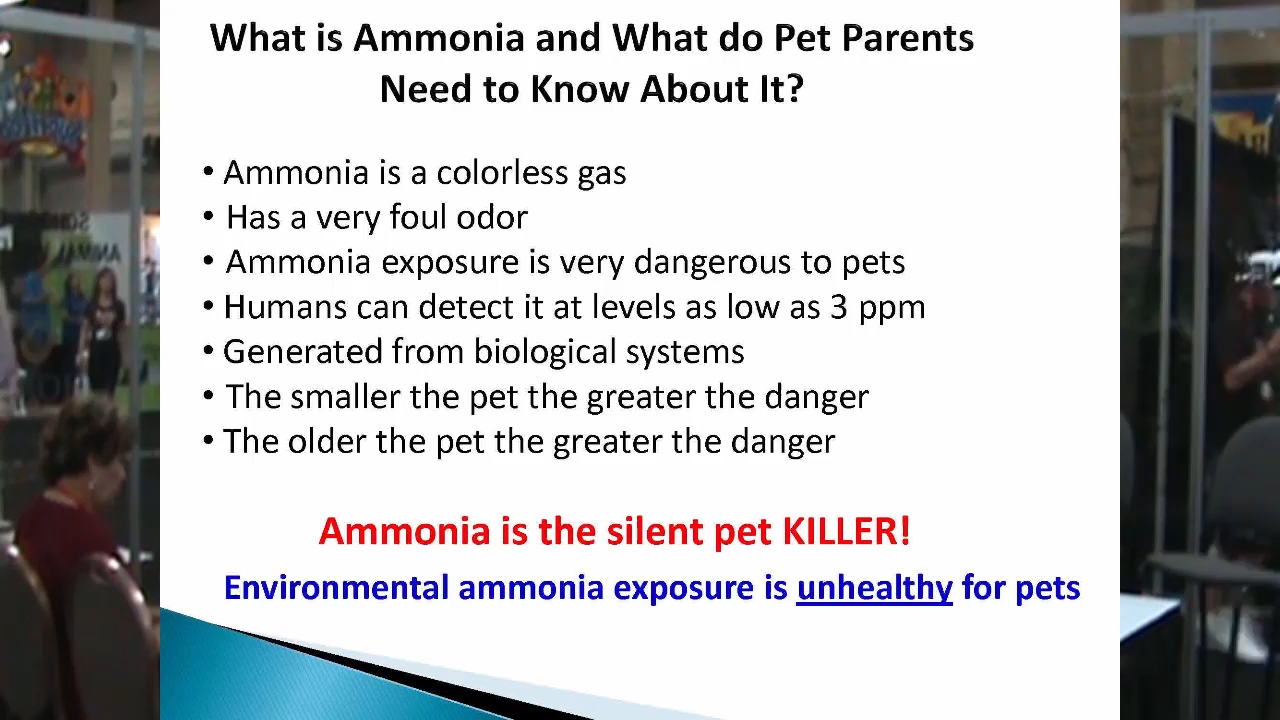 What is Ammonia and What do Pet Parents
Need to Know About It?
• Ammonia is a colorless gas
• Has a very foul odor
• Ammonia exposure is very dangerous to pets
• Humans can detect it at levels as low as 3 ppm
• Generated from biological systems
• The smaller the pet the greater the danger
• The older the pet the greater the danger
Ammonia is the silent pet KILLER!
Environmental ammonia exposure is unhealthy for pets